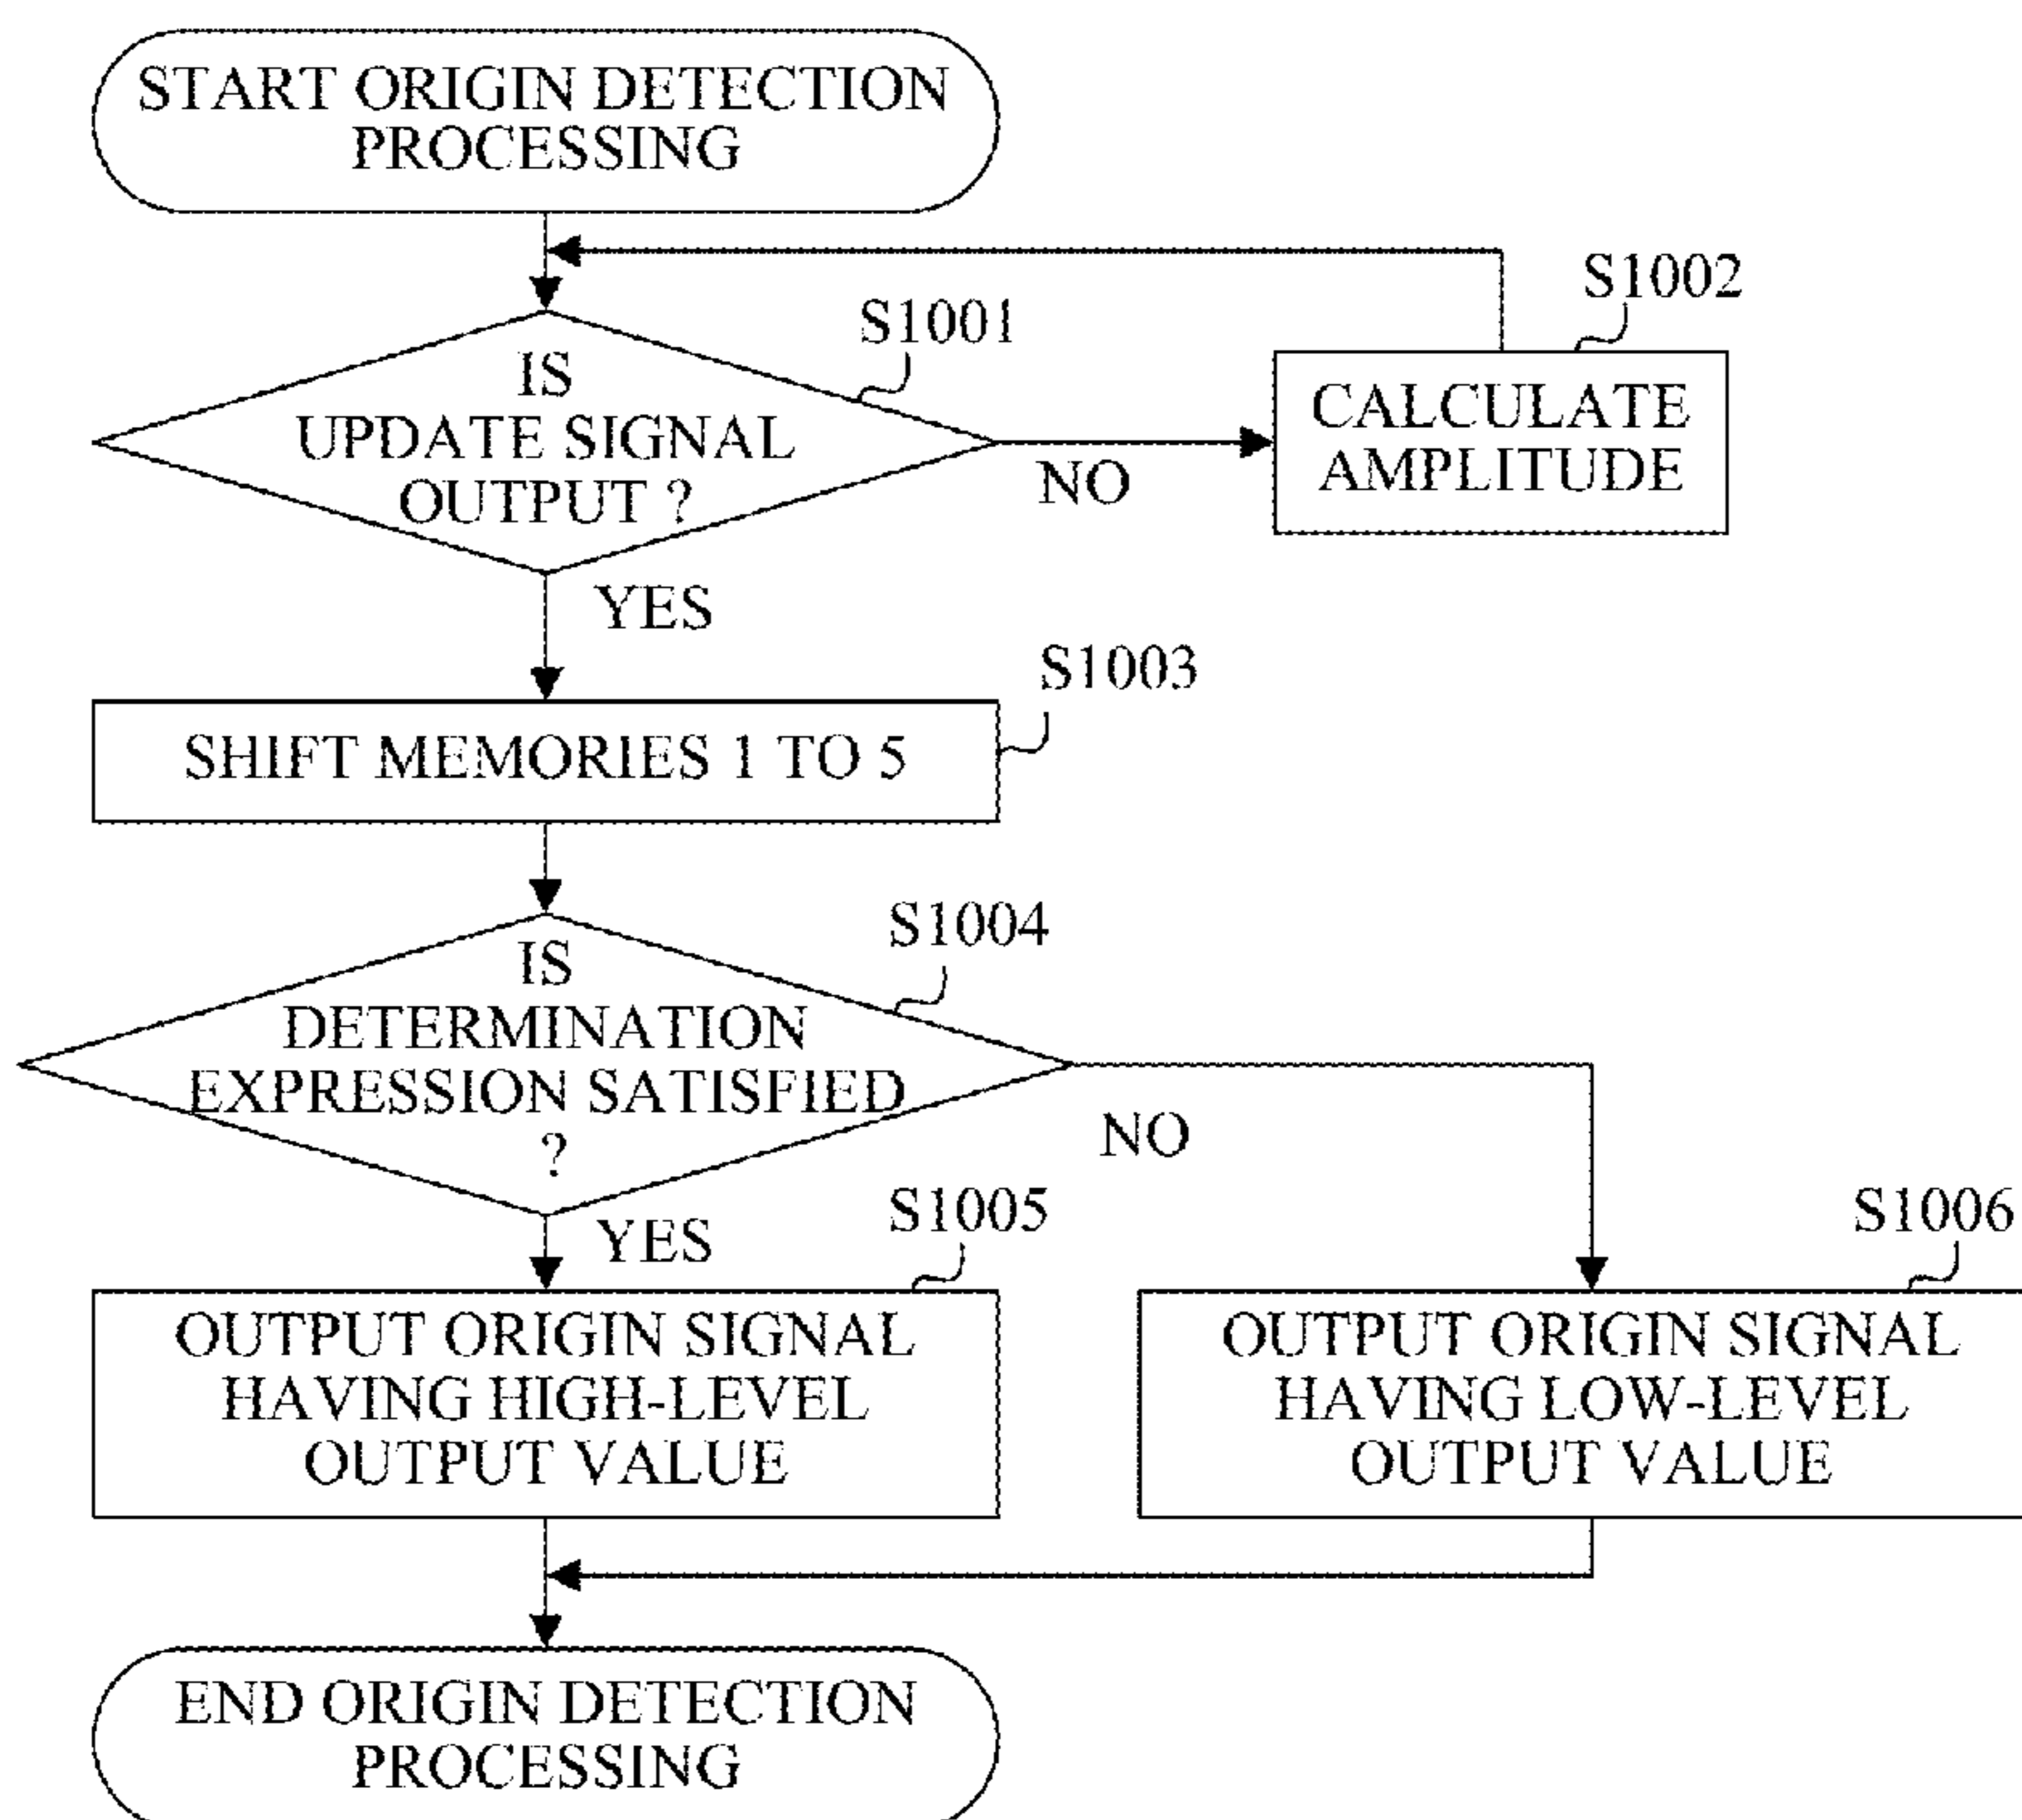 START ORIGIN DETECTION
PROCESSING
S1001
S1002
IS
UPDATE SIGNAL
OUTPUT ?
NO
CALCULATE
AMPLITUDE
YES
S1003
SHIFT MEMORIES 1 TO 5
S1004
IS
DETERMINATION
EXPRESSION SATISFIED
?
NO
YES
S1005
S1006
OUTPUT ORIGIN SIGNAL
HAVING HIGH-LEVEL
OUTPUT VALUE
OUTPUT ORIGIN SIGNAL
HAVING LOW-LEVEL
OUTPUT VALUE
END ORIGIN DETECTION
PROCESSING